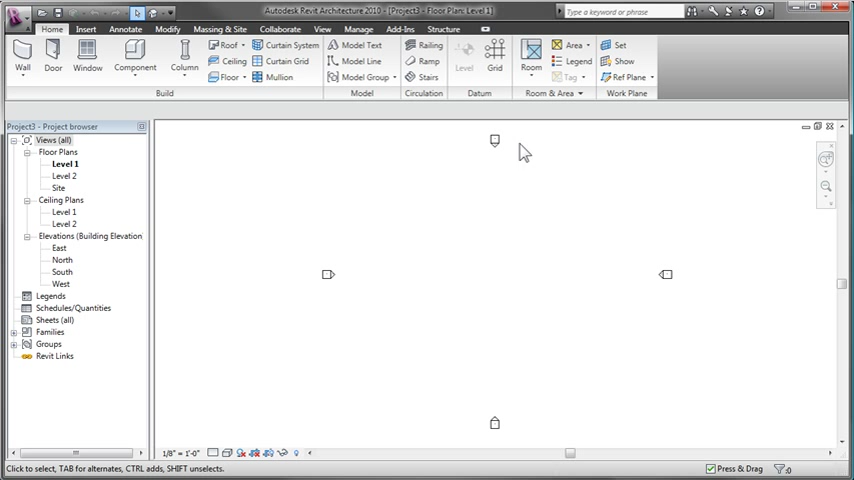 Autodesk Revit Architecture 2010 - [Project3 - Floor Plan: Level 1]
Type a keyword or phrase
Home Insert Annotate Massing & Site Collaborate View Manage Add-Ins Structure
Wall Door Window Component Column Roof Curtain System
Ceiling Curtain Grid
Floor Mullion
Build
Model Text
Model Line
Model Group
Model
Railing
Ramp
Stairs
Circulation
Level Grid
Datum
Room Area
Legend
Tag
Room & Area
Set
Show
Ref Plane
Work Plane
Project3 - Project browser
Views (all)
Floor Plans
Level 1
Level 2
Site
Ceiling Plans
Level 1
Level 2
Elevations (Building Elevation
East
North
South
West
Legends
Schedules/Quantities
Sheets (all)
Families
Groups
Revit Links
1/8" = 1'-0"
Click to select, TAB for alternates, CTRL adds, SHIFT unselects.
Press & Drag
:0